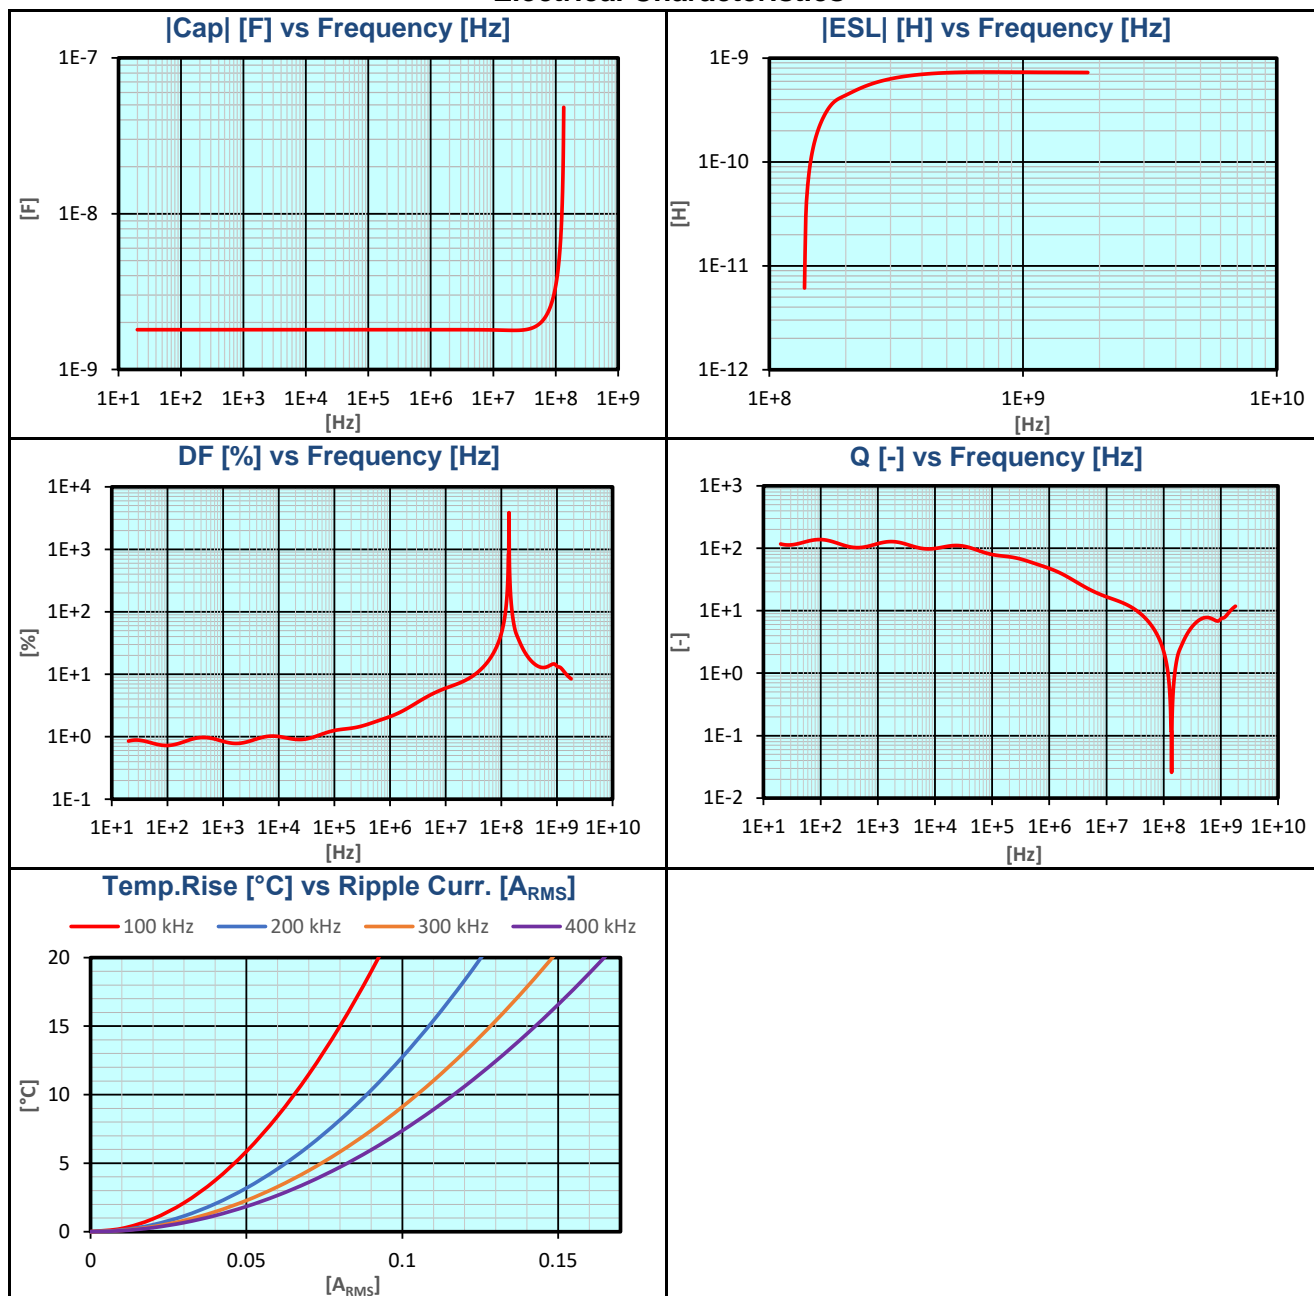 |Cap| [F] vs Frequency [Hz]
1E-7
1E-8
1E-9
[F]
1E+1 1E+2 1E+3 1E+4 1E+5 1E+6 1E+7 1E+8 1E+9
[Hz]
|ESL| [H] vs Frequency [Hz]
1E-9
1E-10
1E-11
1E-12
[H]
1E+8 1E+9 1E+10
[Hz]
DF [%] vs Frequency [Hz]
1E+4
1E+3
1E+2
1E+1
1E+0
1E-1
[%]
1E+1 1E+2 1E+3 1E+4 1E+5 1E+6 1E+7 1E+8 1E+9 1E+10
[Hz]
Q [-] vs Frequency [Hz]
1E+3
1E+2
1E+1
1E+0
1E-1
1E-2
[-]
1E+1 1E+2 1E+3 1E+4 1E+5 1E+6 1E+7 1E+8 1E+9 1E+10
[Hz]
Temp.Rise [°C] vs Ripple Curr. [ARMS]
100 kHz 200 kHz 300 kHz 400 kHz
20
15
10
5
0
[°C]
0 0.05 0.1 0.15
[ARMS]